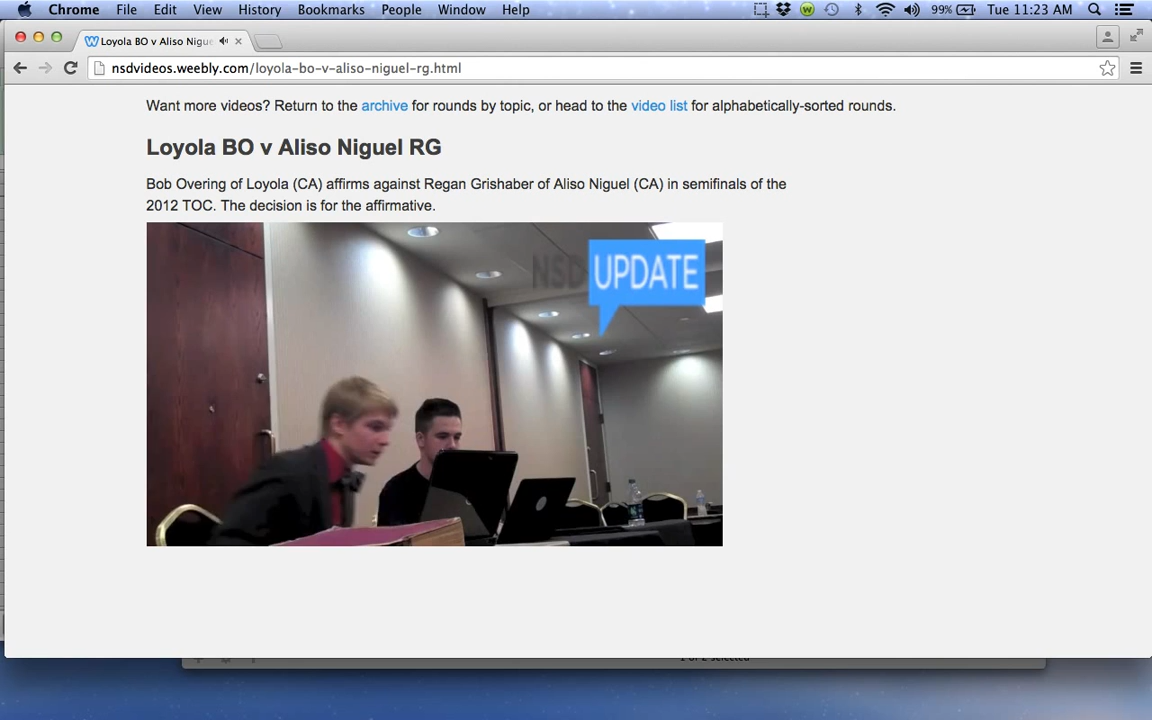 Chrome File Edit View History Bookmarks People Window Help 99% Tue 11:23 AM
Loyola BO v Aliso Nigue
nsdvideos.weebly.com/loyola-bo-v-aliso-niguel-rg.html
Want more videos? Return to the archive for rounds by topic, or head to the video list for alphabetically-sorted rounds.
Loyola BO v Aliso Niguel RG
Bob Overing of Loyola (CA) affirms against Regan Grishaber of Aliso Niguel (CA) in semifinals of the
2012 TOC. The decision is for the affirmative.
NSD UPDATE